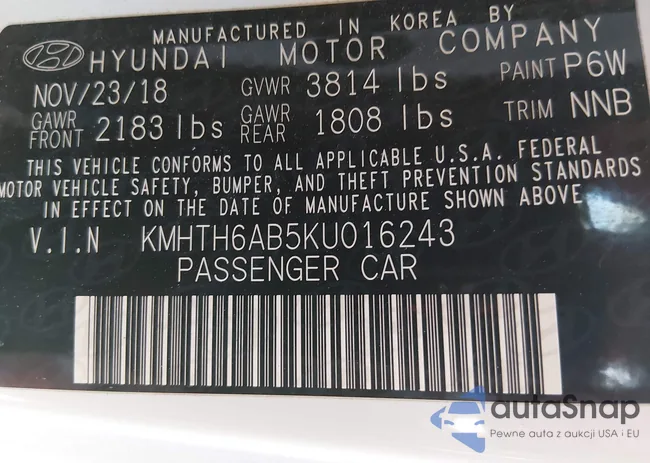 MANUFACTURED IN KOREA BY
HYUNDAI MOTOR COMPANY
NOV/23/18 GVWR 3814 lbs PAINT P6W
GAWR FRONT 2183 lbs GAWR REAR 1808 lbs TRIM NNB
THIS VEHICLE CONFORMS TO ALL APPLICABLE U.S.A. FEDERAL
MOTOR VEHICLE SAFETY, BUMPER, AND THEFT PREVENTION STANDARDS
IN EFFECT ON THE DATE OF MANUFACTURE SHOWN ABOVE.
V.I.N KMHTH6AB5KU016243
PASSENGER CAR
autaSnap
Pewne auta z aukcji USA i EU